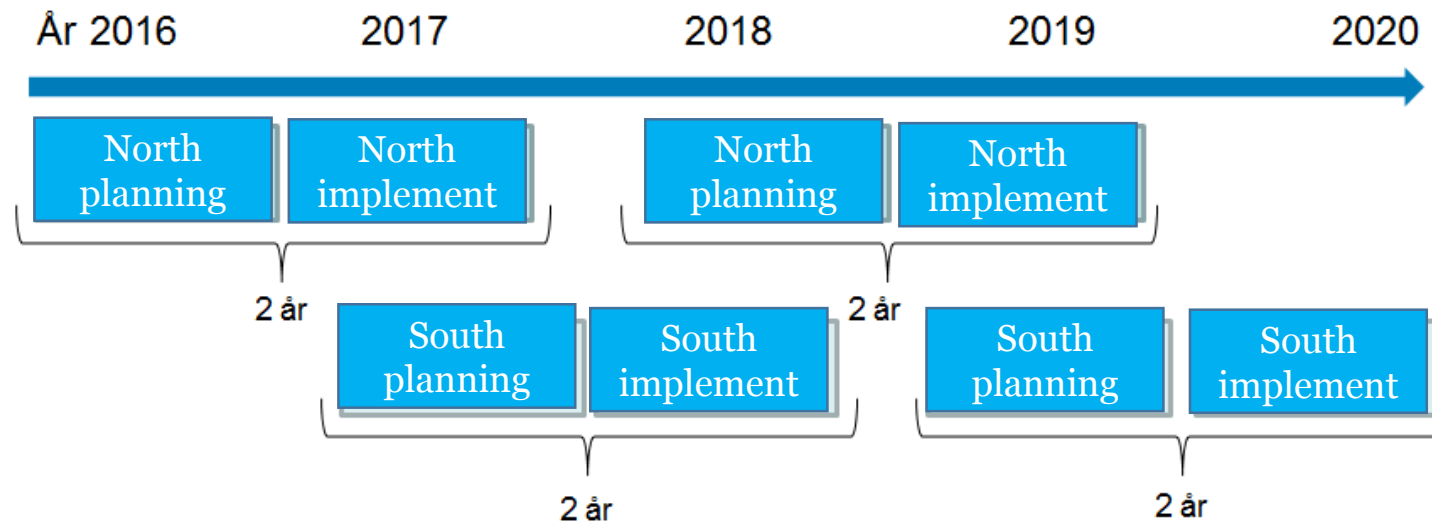 År 2016 2017 2018 2019 2020
North
planning
North
implement
North
planning
North
implement
2 år
2 år
South
planning
South
implement
South
planning
South
implement
2 år
2 år